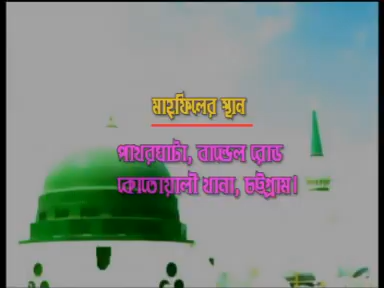 মাহফিলের স্থান
পাথরঘাটা, বান্ডেল রোড
কোতোয়ালী থানা, চট্টগ্রাম।